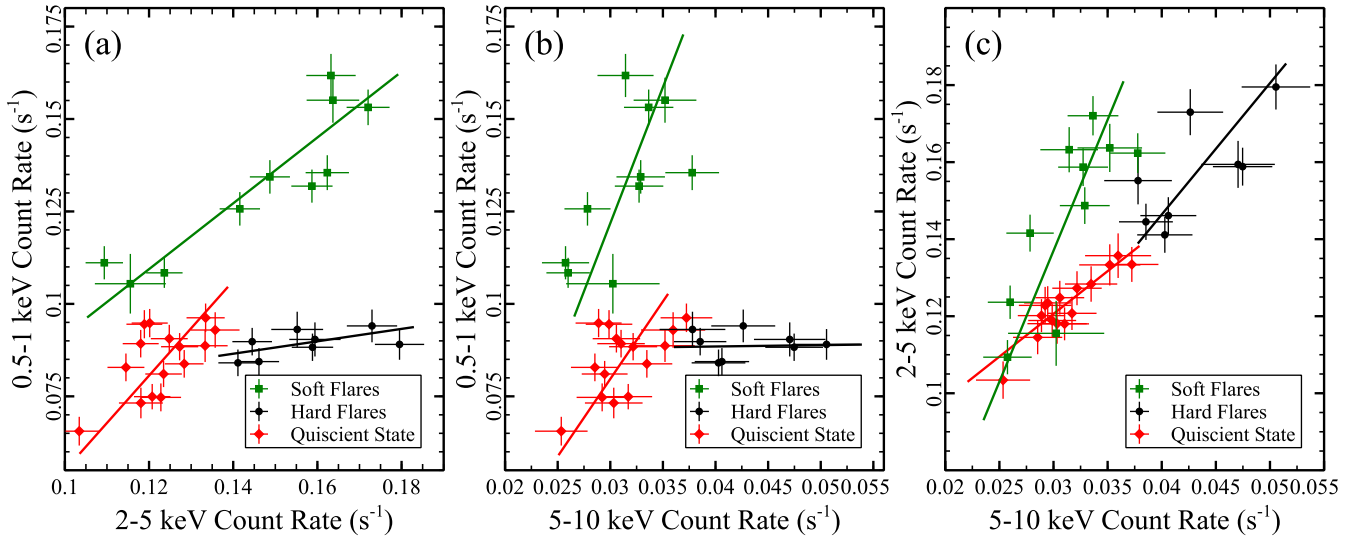 (a)
0.175
0.15
0.125
0.1
0.075
0.5-1 keV Count Rate (s-1)
0.1 0.12 0.14 0.16 0.18
2-5 keV Count Rate (s-1)
Soft Flares
Hard Flares
Quiscient State
(b)
0.175
0.15
0.125
0.1
0.075
0.5-1 keV Count Rate (s-1)
0.02 0.025 0.03 0.035 0.04 0.045 0.05 0.055
5-10 keV Count Rate (s-1)
Soft Flares
Hard Flares
Quiscient State
(c)
0.18
0.16
0.14
0.12
0.1
2-5 keV Count Rate (s-1)
0.02 0.025 0.03 0.035 0.04 0.045 0.05 0.055
5-10 keV Count Rate (s-1)
Soft Flares
Hard Flares
Quiscient State